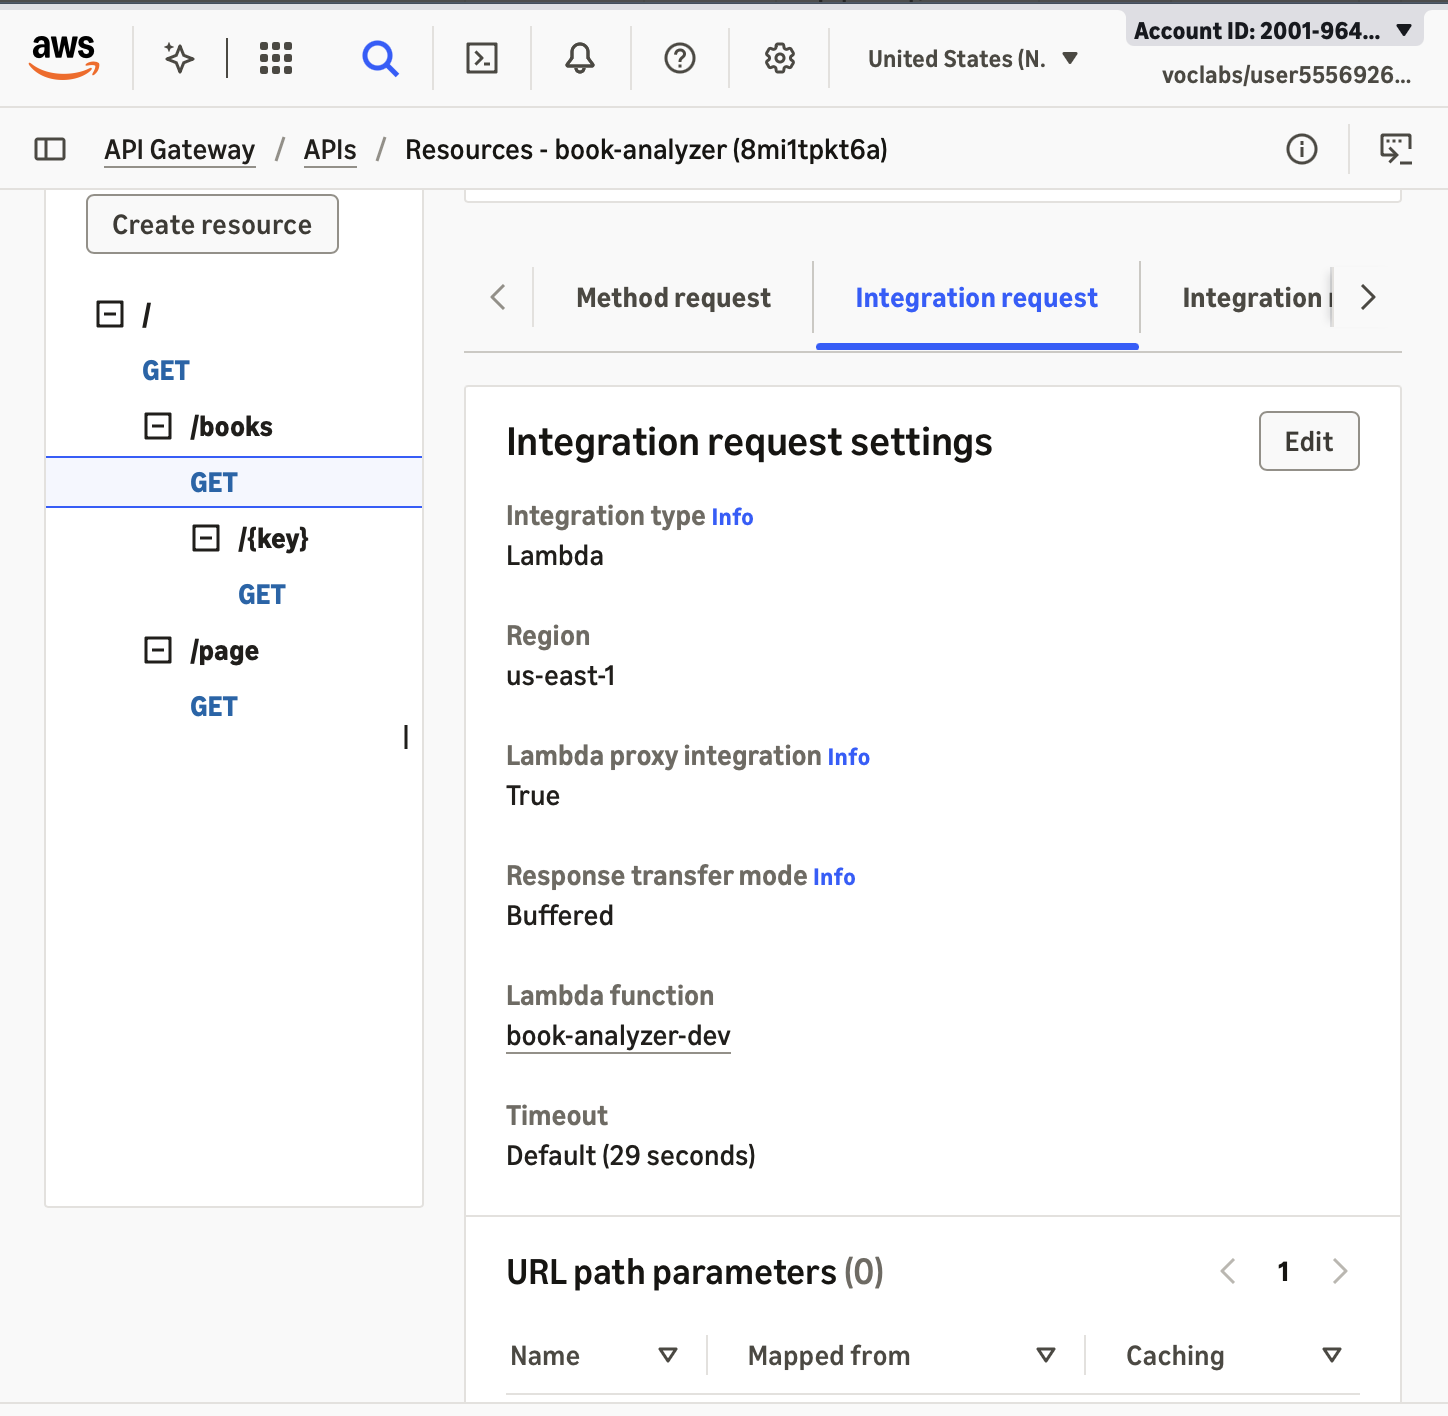 aws
United States (N.
Account ID: 2001-964...
voclabs/user5556926...
API Gateway / APIs / Resources - book-analyzer (8mi1tpkt6a)
Create resource
/
GET
/books
GET
/{key}
GET
/page
GET
Method request
Integration request
Integration
Integration request settings
Edit
Integration type Info
Lambda
Region
us-east-1
Lambda proxy integration Info
True
Response transfer mode Info
Buffered
Lambda function
book-analyzer-dev
Timeout
Default (29 seconds)
URL path parameters (0)
1
Name
Mapped from
Caching